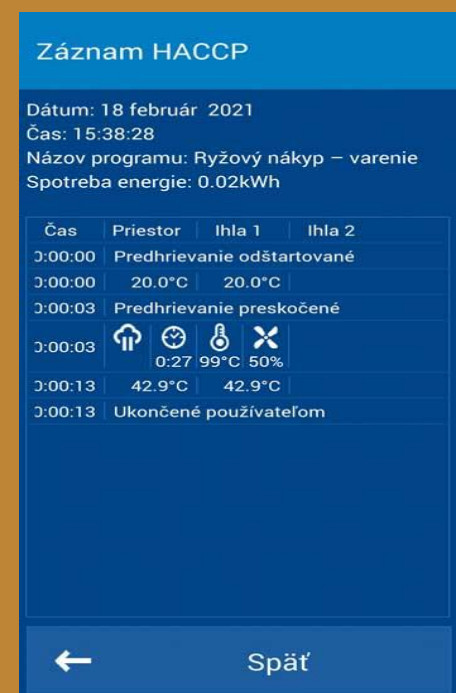 Záznam HACCP
Dátum: 18 február 2021
Čas: 15:38:28
Názov programu: Ryžový nákyp – varenie
Spotreba energie: 0.02kWh
Čas Priestor Ihla 1 Ihla 2
0:00:00 Predhrievanie odštartované
0:00:00 20.0°C 20.0°C
0:00:03 Predhrievanie preskočené
0:00:03 0:27 99°C 50%
0:00:13 42.9°C 42.9°C
0:00:13 Ukončené používateľom
Späť